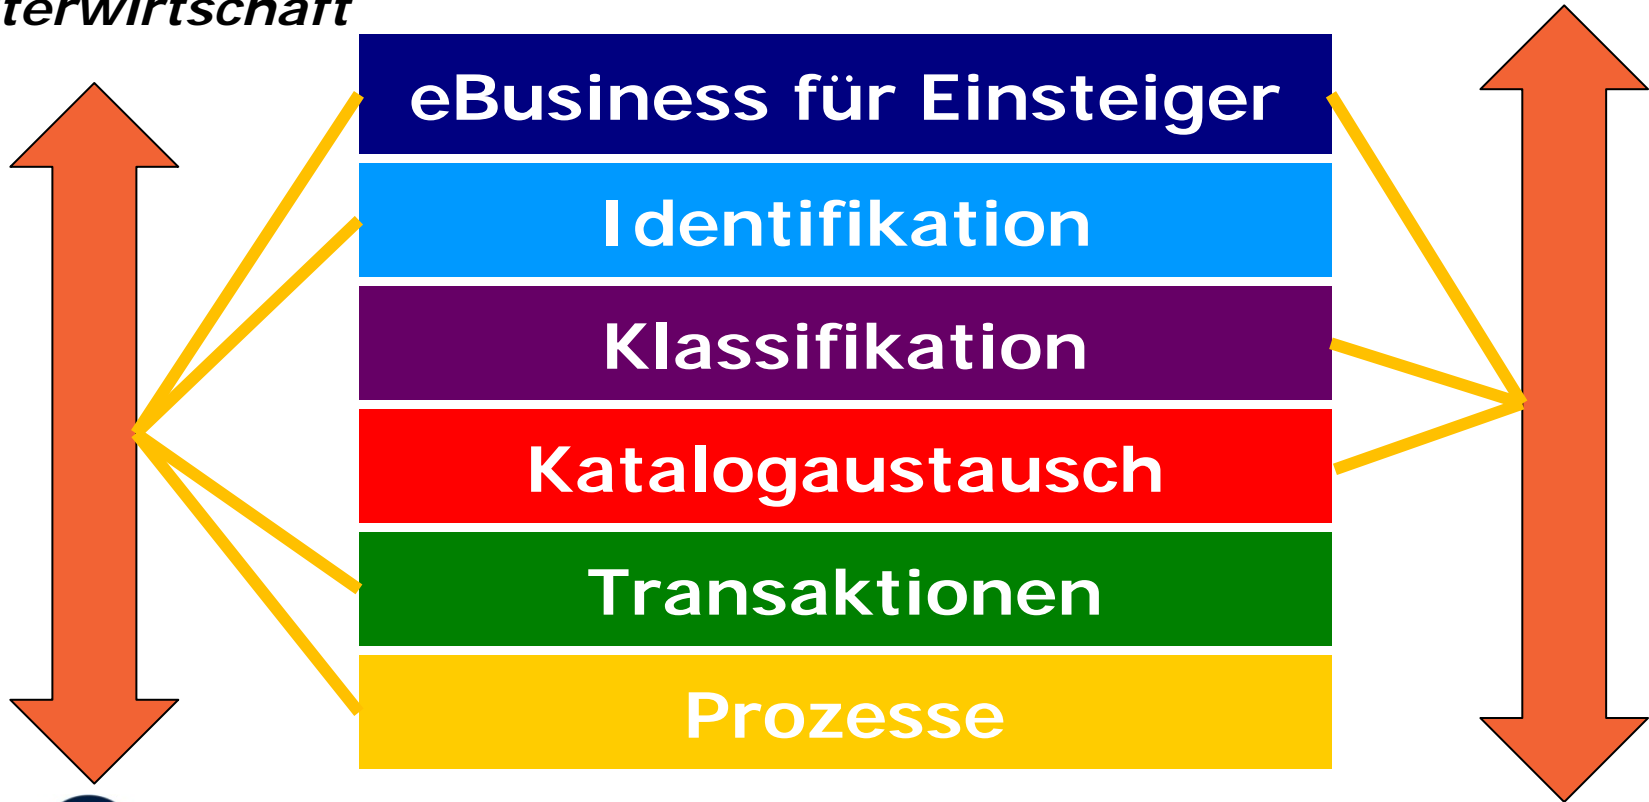 terwirtschaft
eBusiness für Einsteiger
Identifikation
Klassifikation
Katalogaustausch
Transaktionen
Prozesse